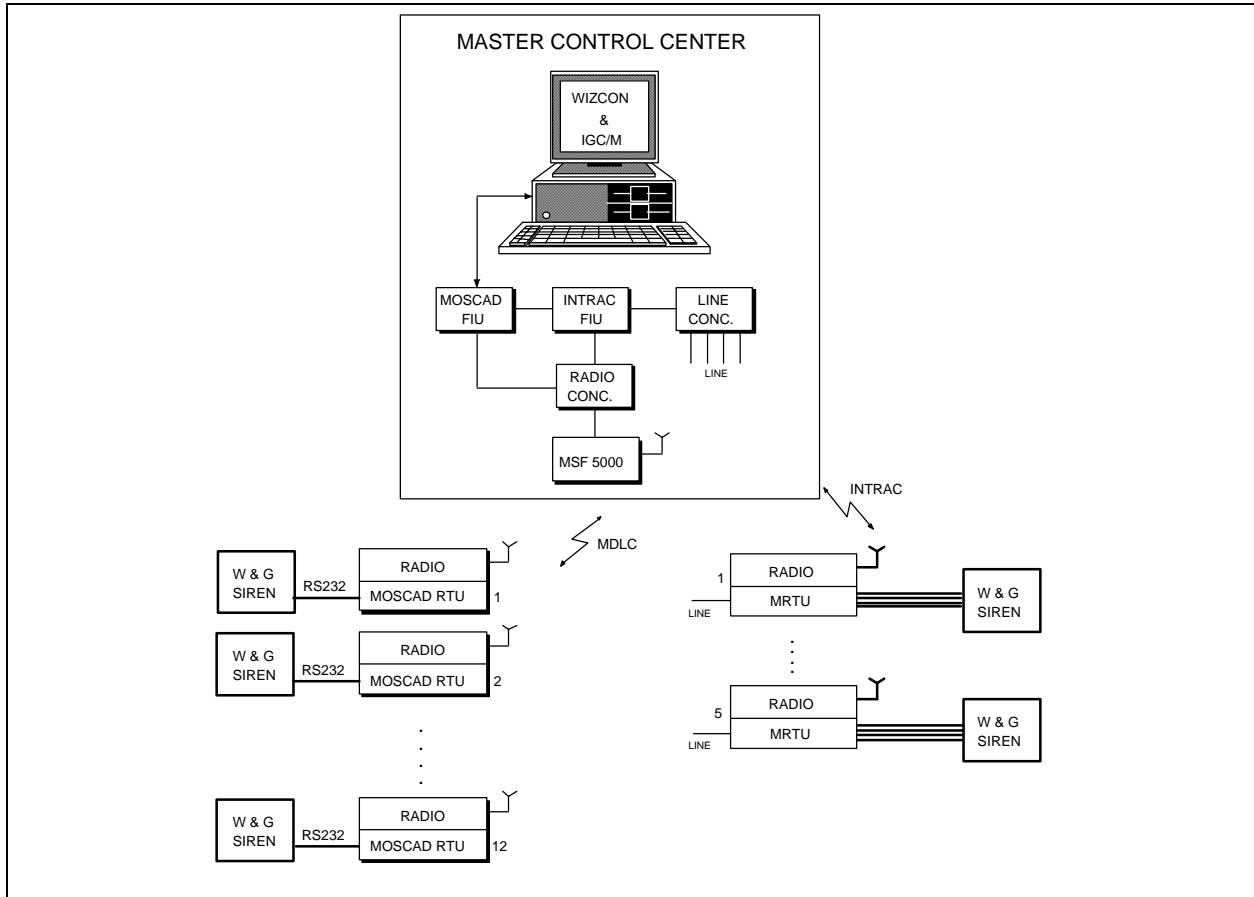 MASTER CONTROL CENTER
WIZCON
&
IGC/M
MOSCAD
FIU
INTRAC
FIU
LINE
CONC.
LINE
RADIO
CONC.
MSF 5000
INTRAC
MDLC
W & G
SIREN
RS232
RADIO
MOSCAD RTU
1
W & G
SIREN
RS232
RADIO
MOSCAD RTU
2
W & G
SIREN
RS232
RADIO
MOSCAD RTU
12
1
LINE
RADIO
MRTU
W & G
SIREN
5
LINE
RADIO
MRTU
W & G
SIREN